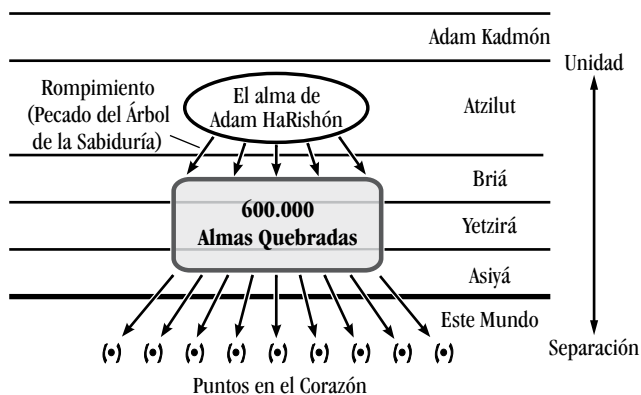 Adam Kadmón
Unidad
Rompimiento
(Pecado del Árbol
de la Sabiduría)
El alma de
Adam HaRishón
Atzilut
Briá
600.000
Almas Quebradas
Yetzirá
Asiyá
Este Mundo
Separación
Puntos en el Corazón